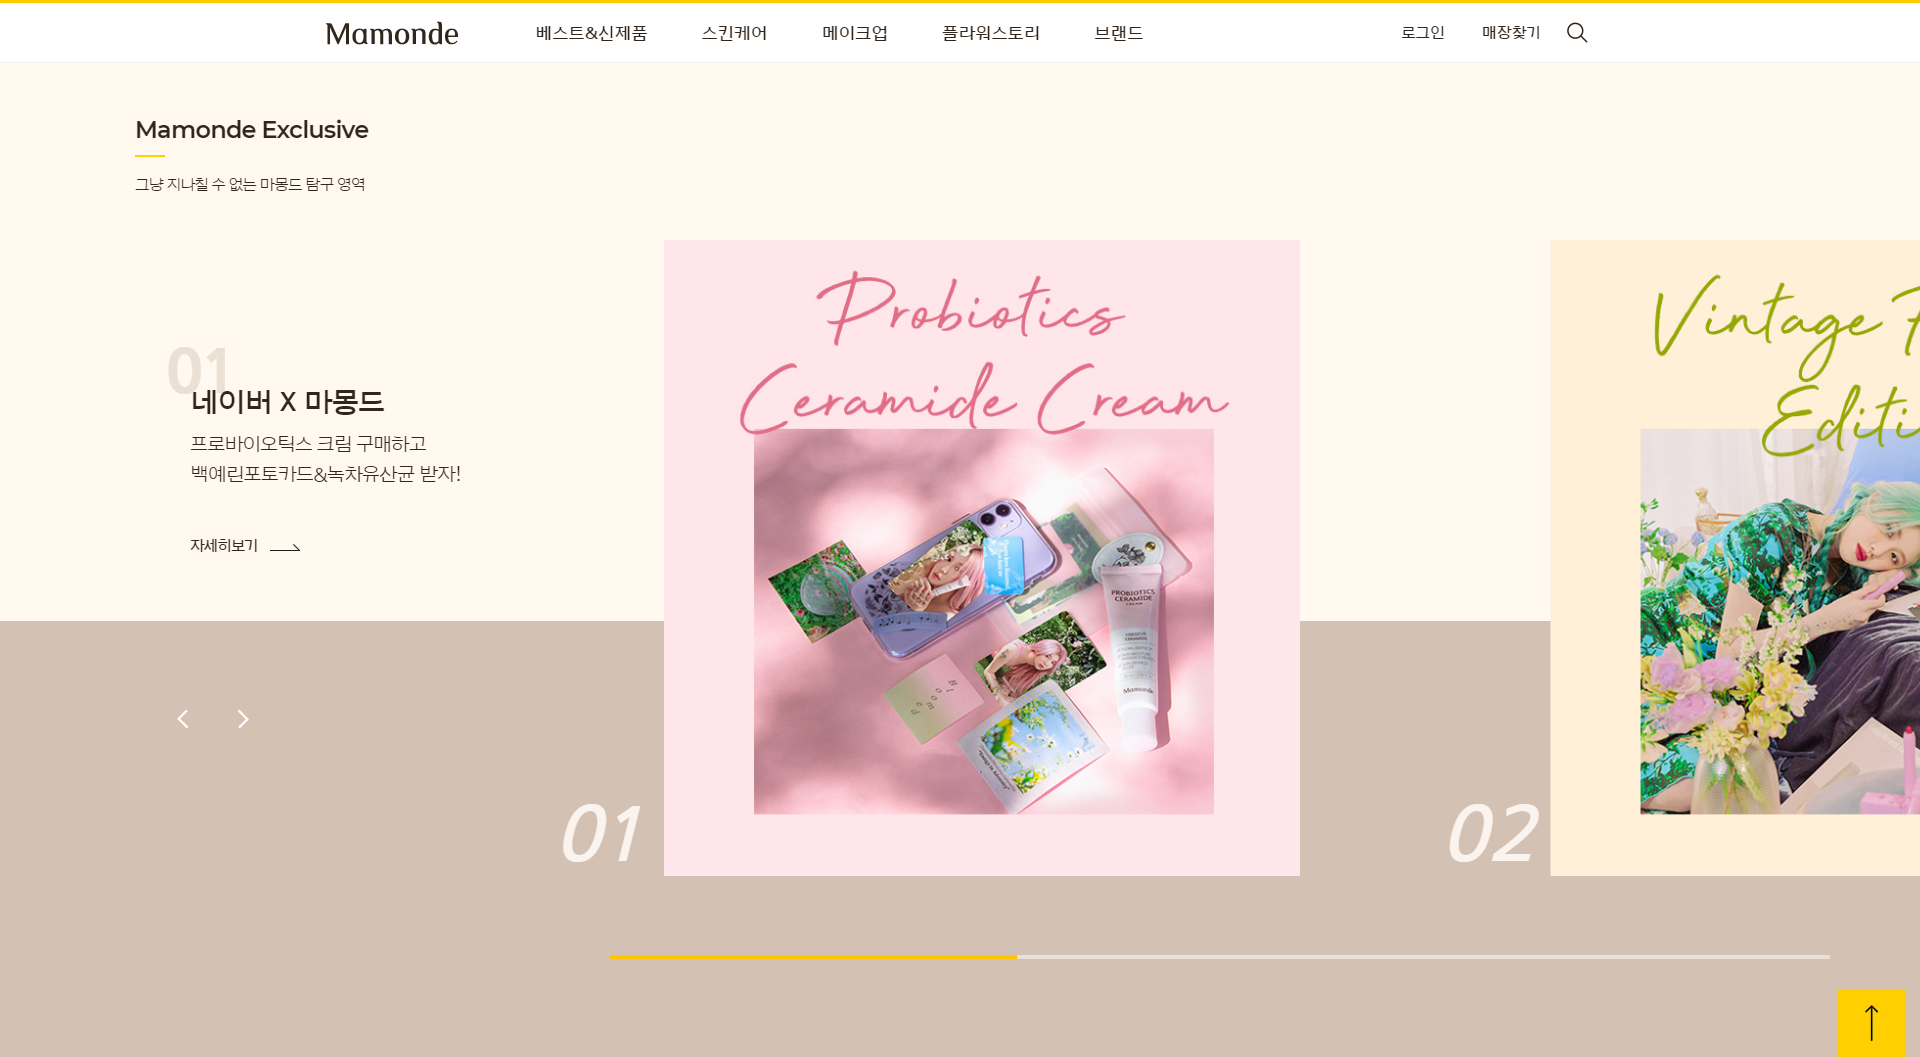 Mamonde
베스트&신제품
스킨케어
메이크업
플라워스토리
브랜드
로그인
매장찾기
Mamonde Exclusive
그냥 지나칠 수 없는 마몽드 탐구 영역
01
네이버 X 마몽드
프로바이오틱스 크림 구매하고
백예린포토카드&녹차유산균 받자!
자세히보기
Probiotics
Ceramide Cream
PROBIOTICS
CERAMIDE
CREAM
Mamonde
Bloomed
01
Vintage
Editi
02